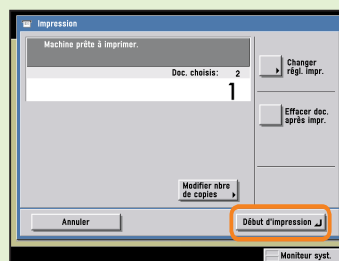 Impression
Machine prête à imprimer.
Doc. choisis: 2
1
Changer
régl. impr.
Effacer doc.
après impr.
Modifier nbre
de copies
Annuler
Début d'impression
Moniteur syst.